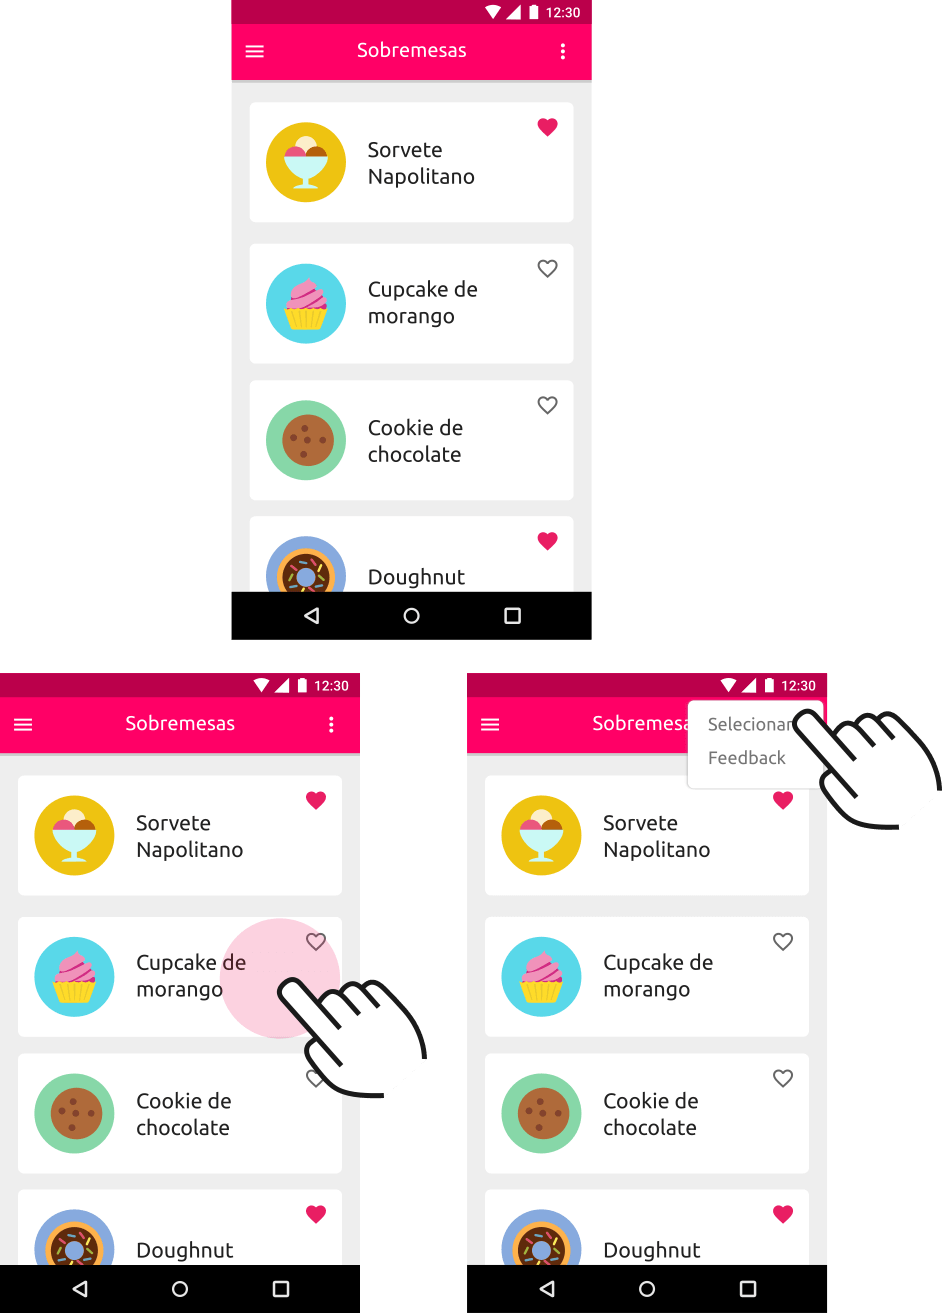 12:30
Sobremesas
Sorvete
Napolitano
Cupcake de
morango
Cookie de
chocolate
Doughnut
12:30
Sobremesas
Sorvete
Napolitano
Cupcake de
morango
Cookie de
chocolate
Doughnut
12:30
Sobremesa
Selecionar
Feedback
Sorvete
Napolitano
Cupcake de
morango
Cookie de
chocolate
Doughnut